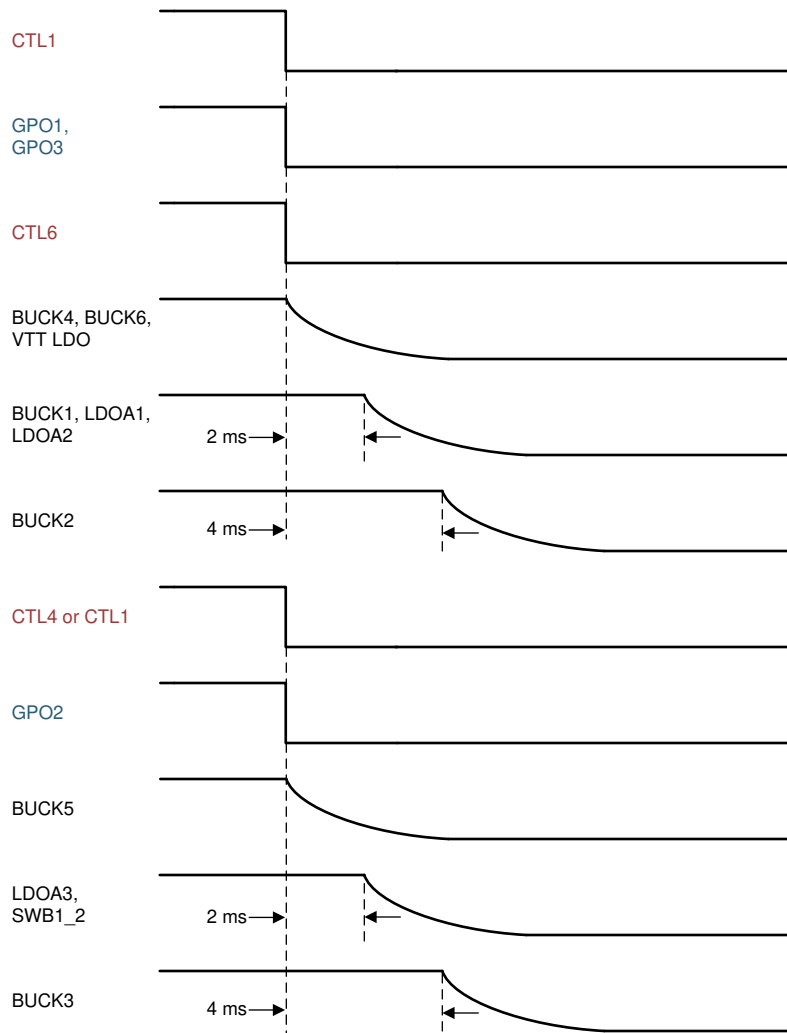 CTL1
GPO1,
GPO3
CTL6
BUCK4, BUCK6,
VTT LDO
BUCK1, LDOA1,
LDOA2
2 ms
BUCK2
4 ms
CTL4 or CTL1
GPO2
BUCK5
LDOA3,
SWB1_2
2 ms
BUCK3
4 ms